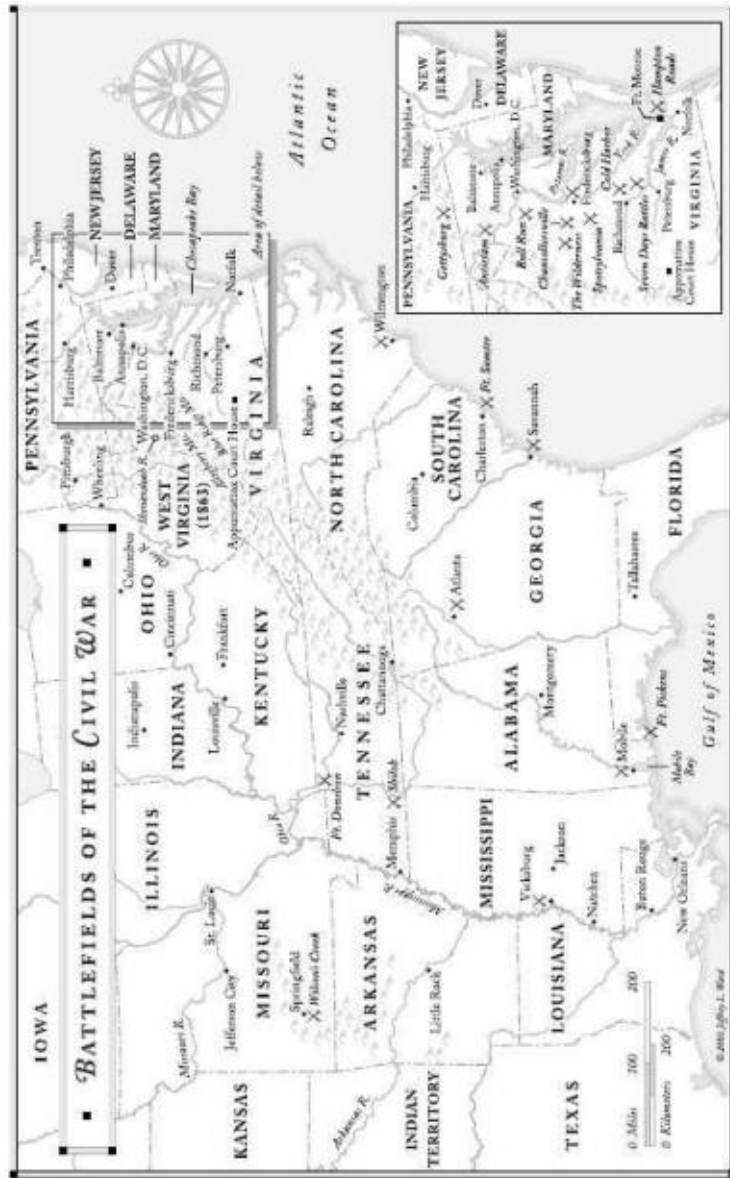 BATTLEFIELDS OF THE CIVIL WAR
IOWA
ILLINOIS
INDIANA
Indianapolis
OHIO
Columbus
Cincinnati
PENNSYLVANIA
Pittsburgh
Wheeling
Harrisburg
Trenton
Philadelphia
NEW JERSEY
DELAWARE
MARYLAND
Dover
Baltimore
Annapolis
Washington, D.C.
Chesapeake Bay
Area of detail below
Fredericksburg
Richmond
Petersburg
Norfolk
Appomattox Court House
Shenandoah R.
Ohio R.
WEST
VIRGINIA
(1863)
VIRGINIA
KANSAS
Missouri R.
Jefferson City
St. Louis
MISSOURI
Springfield
Wilson's Creek
Louisville
Frankfort
KENTUCKY
Ohio R.
Ft. Donelson
Nashville
TENNESSEE
Chattanooga
Memphis
Shiloh
Mississippi R.
NORTH CAROLINA
Raleigh
Wilmington
Atlantic
Ocean
Arkansas R.
INDIAN
TERRITORY
ARKANSAS
Little Rock
MISSISSIPPI
Vicksburg
Jackson
Natchez
ALABAMA
Montgomery
Mobile
Mobile
Bay
Ft. Pickens
GEORGIA
Atlanta
Savannah
SOUTH
CAROLINA
Columbia
Charleston
Ft. Sumter
TEXAS
LOUISIANA
Baton Rouge
New Orleans
Gulf of Mexico
FLORIDA
Tallahassee
0 Miles 100 200
0 Kilometers 200
PENNSYLVANIA
Harrisburg
Philadelphia
NEW
JERSEY
Gettysburg
Baltimore
Dover
DELAWARE
Antietam
Annapolis
Washington, D.C.
MARYLAND
Bull Run
Potomac R.
Chancellorsville
Fredericksburg
The Wilderness
Spotsylvania
Cold Harbor
Richmond
York R.
Seven Days Battles
James R.
Ft. Monroe
Hampton
Roads
Petersburg
Norfolk
Appomattox
Court House
VIRGINIA